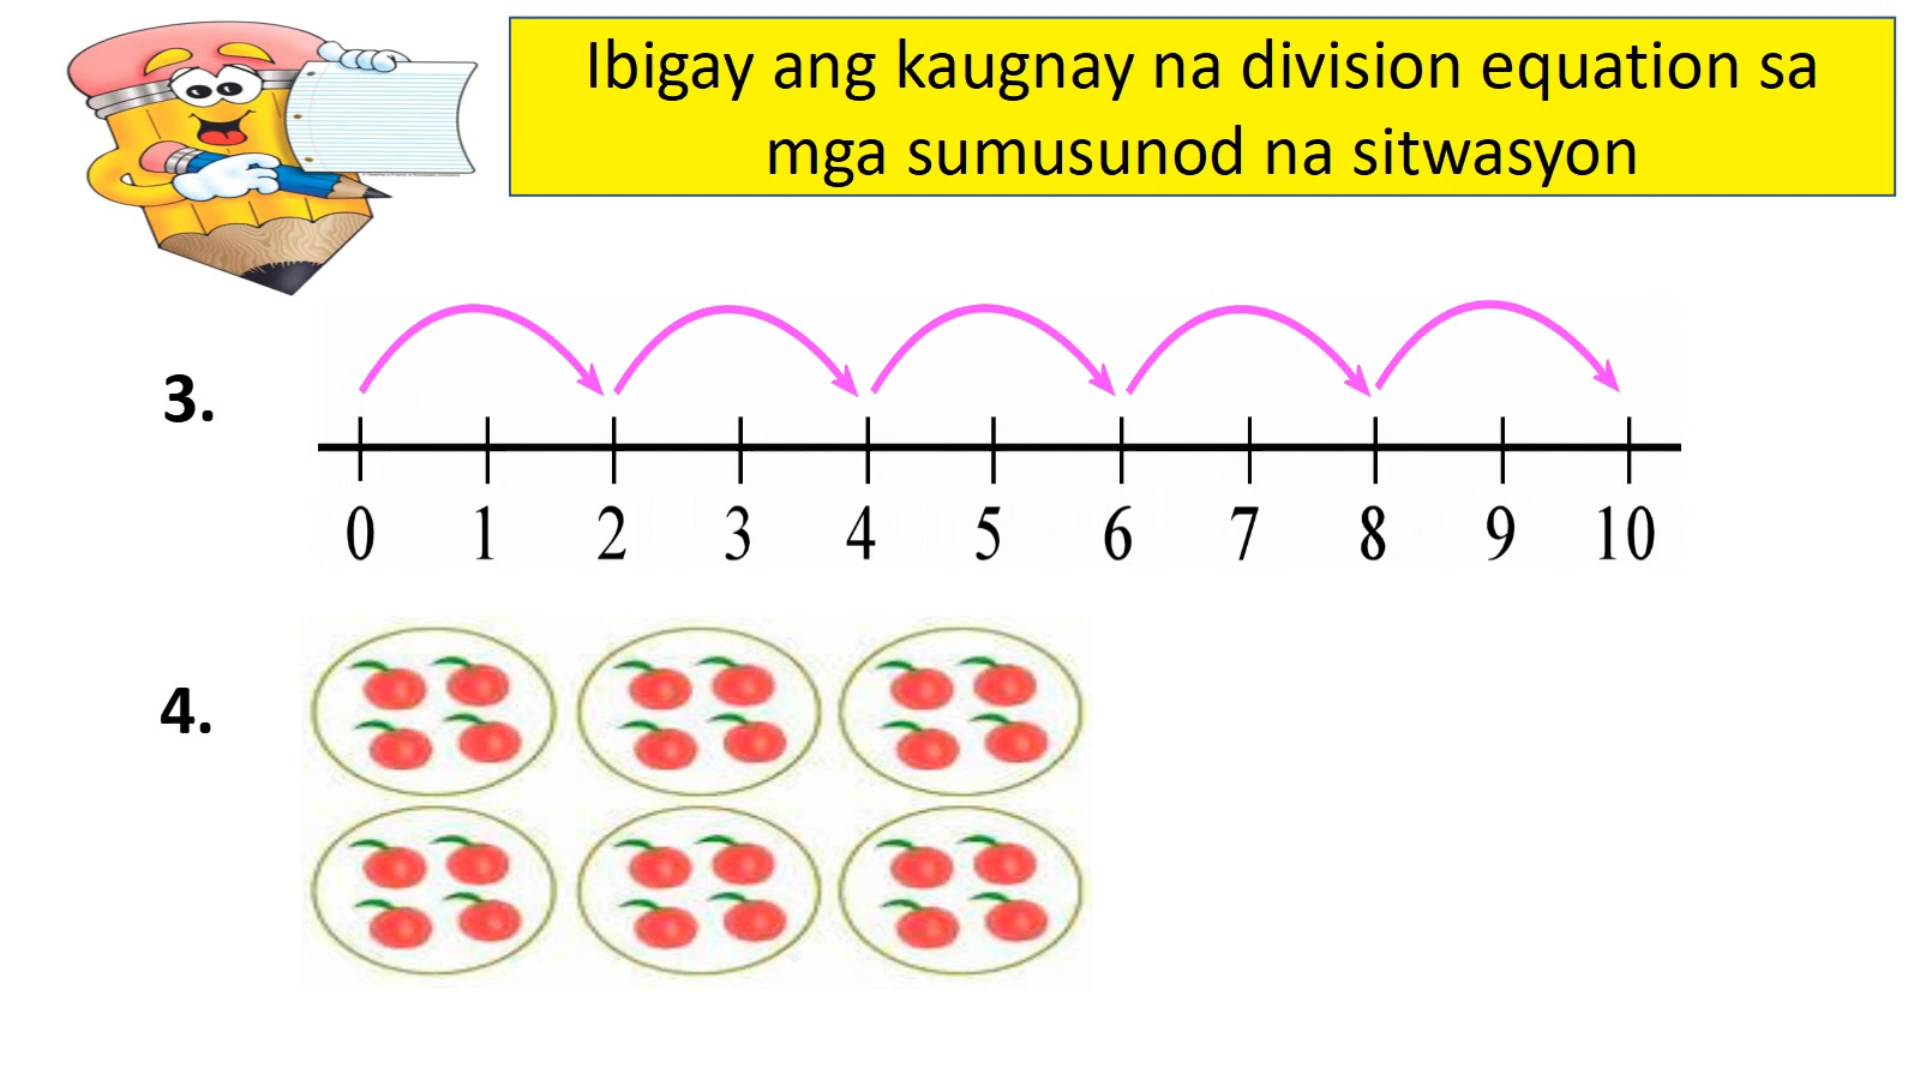 Ibigay ang kaugnay na division equation sa
mga sumusunod na sitwasyon
3.
0 1 2 3 4 5 6 7 8 9 10
4.